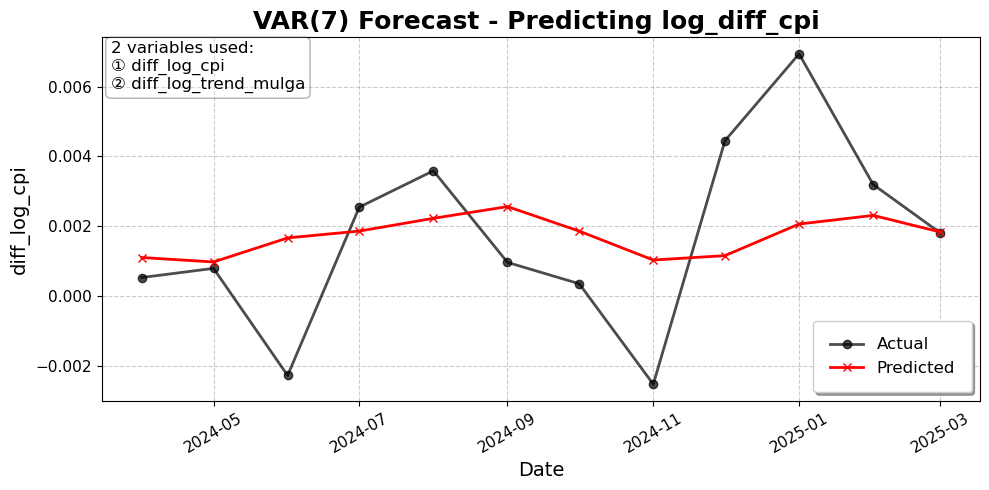 VAR(7) Forecast - Predicting log_diff_cpi
2 variables used:
① diff_log_cpi
② diff_log_trend_mulga
diff_log_cpi
0.006
0.004
0.002
0.000
−0.002
Actual
Predicted
2024-05
2024-07
2024-09
2024-11
2025-01
2025-03
Date